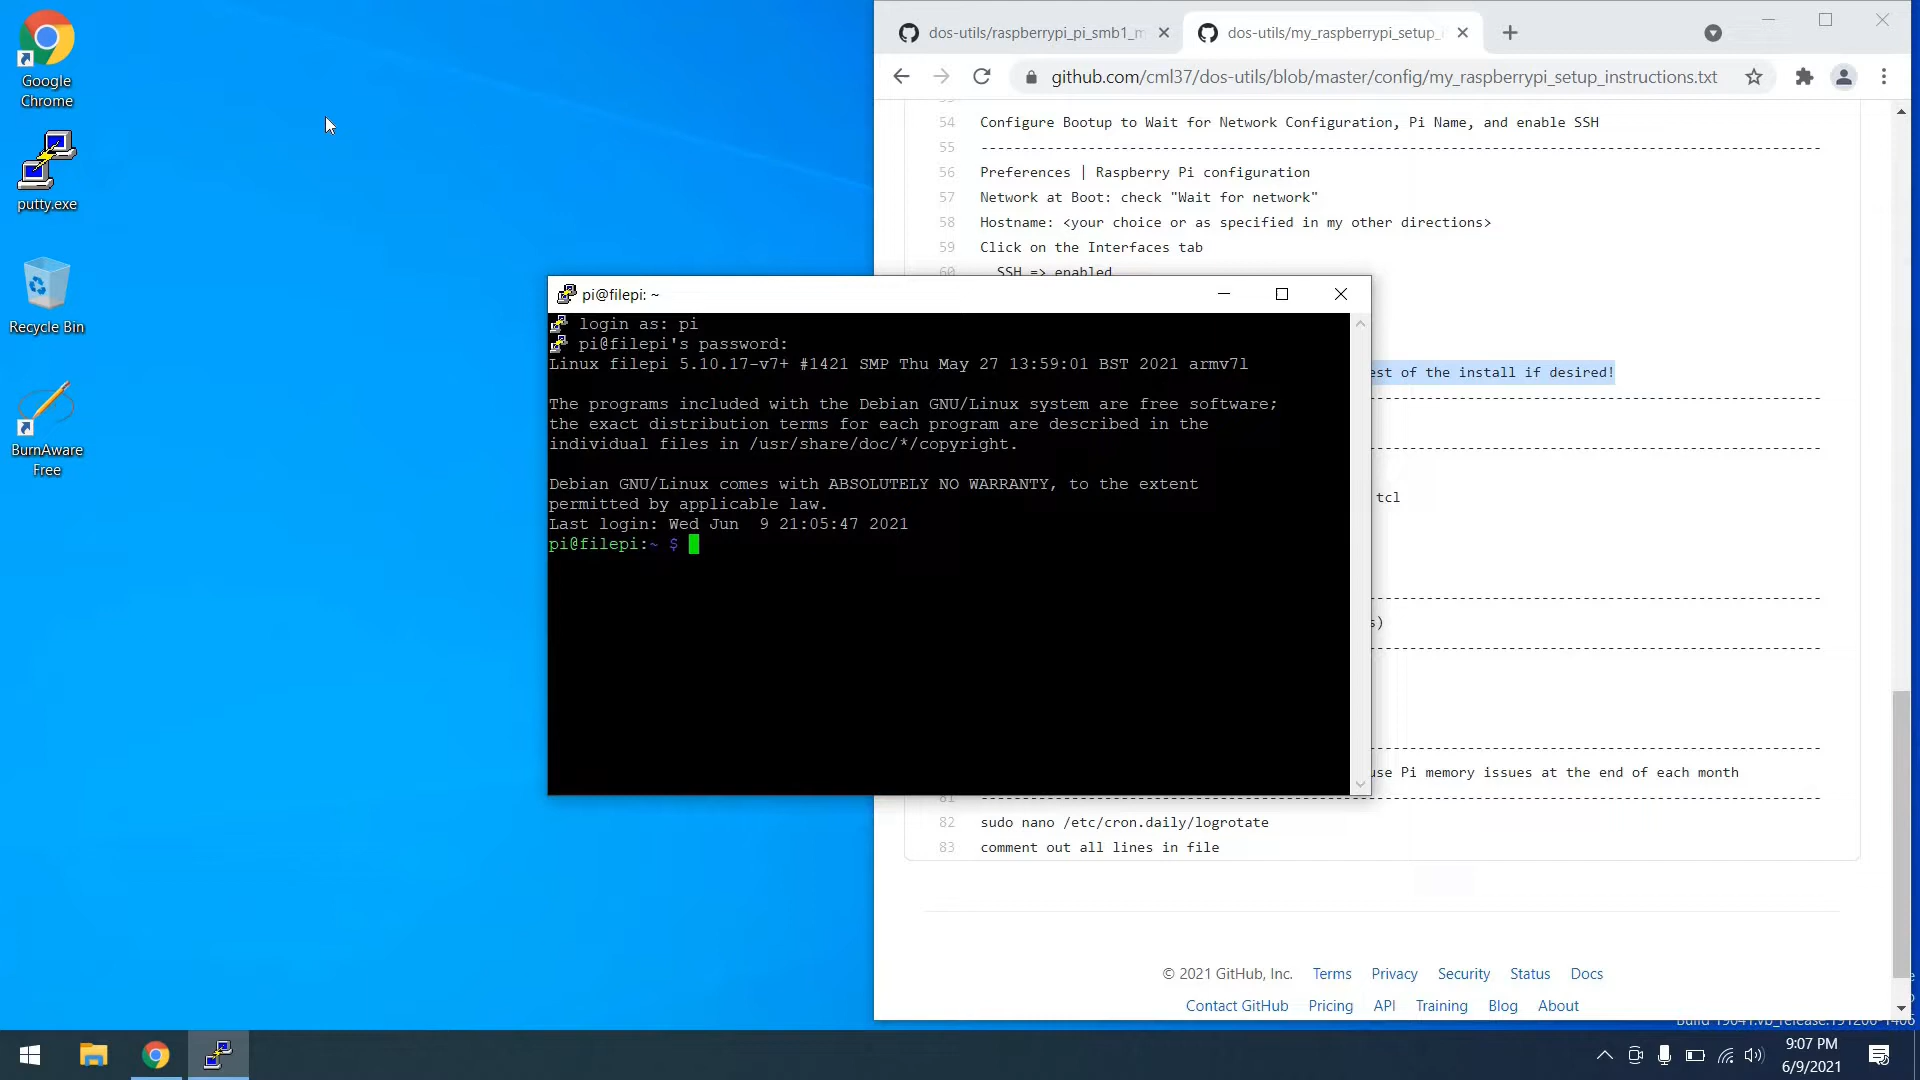 Google
Chrome
putty.exe
Recycle Bin
BurnAware
Free
dos-utils/raspberrypi_pi_smb1_m
dos-utils/my_raspberrypi_setup_
github.com/cml37/dos-utils/blob/master/config/my_raspberrypi_setup_instructions.txt
54 Configure Bootup to Wait for Network Configuration, Pi Name, and enable SSH
55 ------------------------------------------------------------------------------------------------------
56 Preferences | Raspberry Pi configuration
57 Network at Boot: check "Wait for network"
58 Hostname: <your choice or as specified in my other directions>
59 Click on the Interfaces tab
60 SSH => enabled
pi@filepi: ~
login as: pi
pi@filepi's password:
Linux filepi 5.10.17-v7+ #1421 SMP Thu May 27 13:59:01 BST 2021 armv7l
The programs included with the Debian GNU/Linux system are free software;
the exact distribution terms for each program are described in the
individual files in /usr/share/doc/*/copyright.
Debian GNU/Linux comes with ABSOLUTELY NO WARRANTY, to the extent
permitted by applicable law.
Last login: Wed Jun  9 21:05:47 2021
pi@filepi:~ $
est of the install if desired!
tcl
s)
use Pi memory issues at the end of each month
81 ------------------------------------------------------------------------------------------------------
82 sudo nano /etc/cron.daily/logrotate
83 comment out all lines in file
© 2021 GitHub, Inc. Terms Privacy Security Status Docs
Contact GitHub Pricing API Training Blog About
9:07 PM
6/9/2021